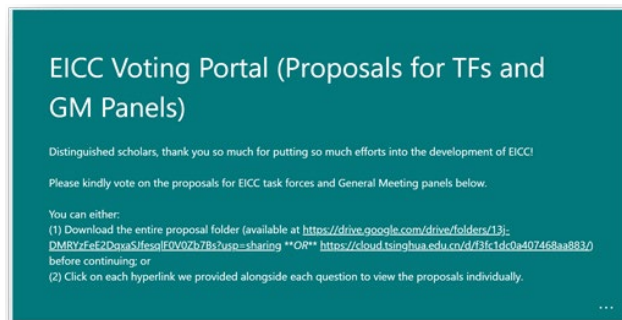 EICC Voting Portal (Proposals for TFs and
GM Panels)
Distinguished scholars, thank you so much for putting so much efforts into the development of EICC!
Please kindly vote on the proposals for EICC task forces and General Meeting panels below.
You can either:
(1) Download the entire proposal folder (available at https://drive.google.com/drive/folders/13j-
DMRYzFeE2DqxaSJfesqlF0V0Zb7Bs?usp=sharing **OR** https://cloud.tsinghua.edu.cn/d/f3fc1dc0a407468aa883/)
before continuing; or
(2) Click on each hyperlink we provided alongside each question to view the proposals individually.
...